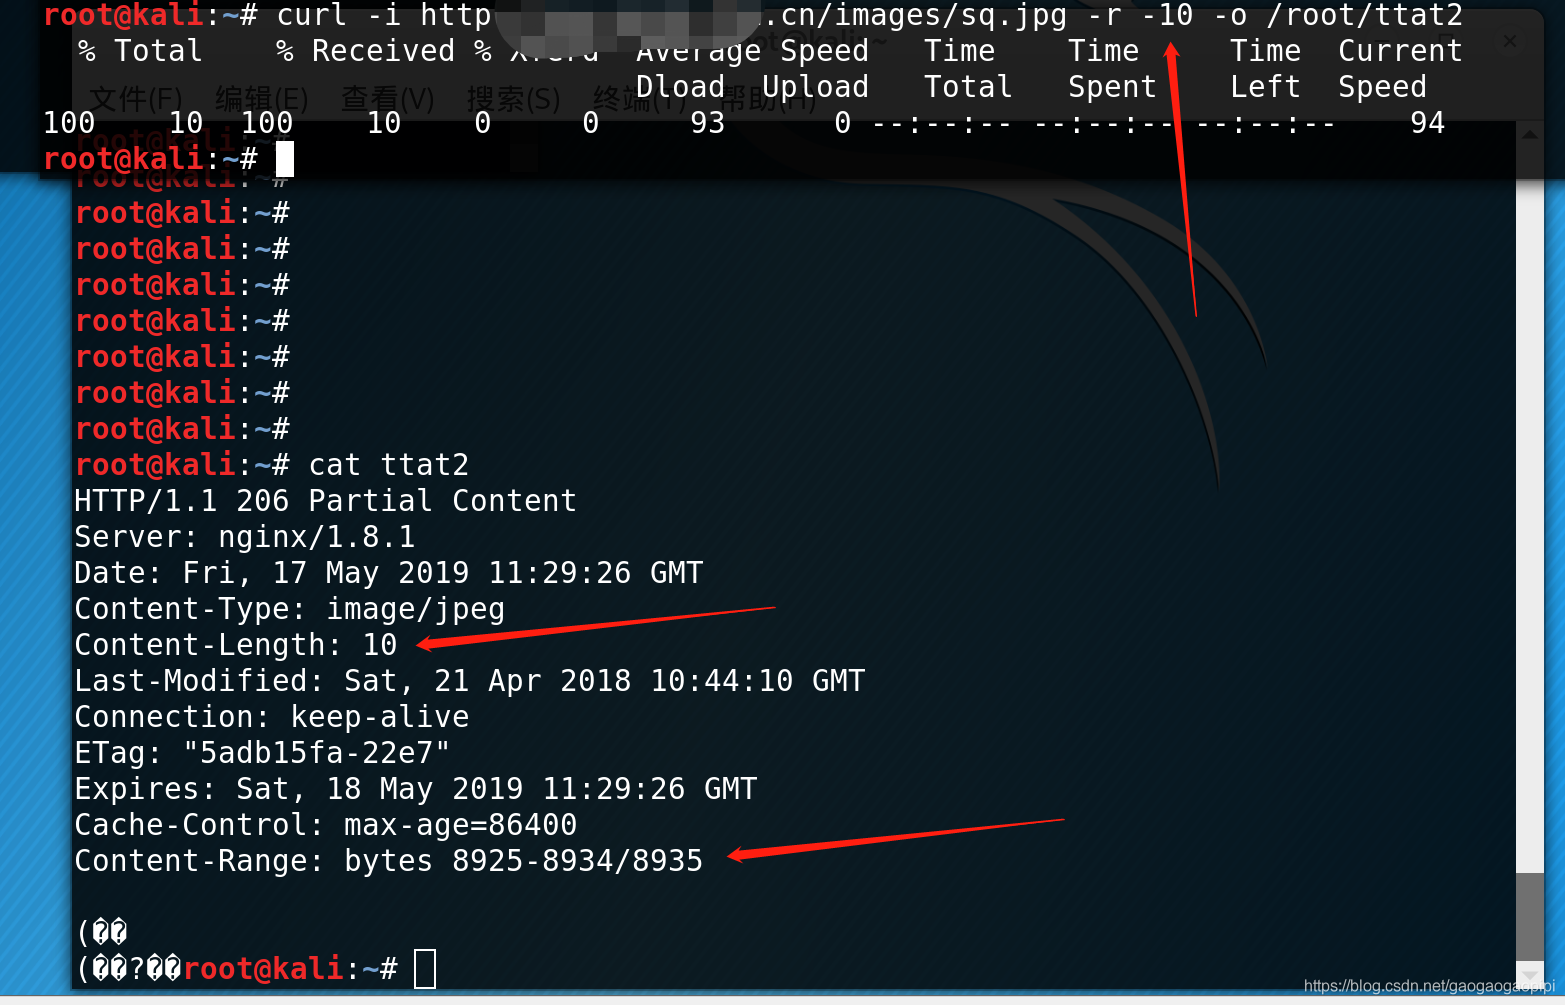 root@kali:~# curl -i http .cn/images/sq.jpg -r -10 -o /root/ttat2
% Total % Received % Xferd Average Speed Time Time Time Current
Dload Upload Total Spent Left Speed
文件(F) 编辑(E) 查看(V) 搜索(S) 终端(T) 帮助(H)
100 10 100 10 0 0 93 0 --:--:-- --:--:-- --:--:-- 94
root@kali:~#
root@kali:~#
root@kali:~#
root@kali:~#
root@kali:~#
root@kali:~#
root@kali:~#
root@kali:~#
root@kali:~#
root@kali:~# cat ttat2
HTTP/1.1 206 Partial Content
Server: nginx/1.8.1
Date: Fri, 17 May 2019 11:29:26 GMT
Content-Type: image/jpeg
Content-Length: 10
Last-Modified: Sat, 21 Apr 2018 10:44:10 GMT
Connection: keep-alive
ETag: "5adb15fa-22e7"
Expires: Sat, 18 May 2019 11:29:26 GMT
Cache-Control: max-age=86400
Content-Range: bytes 8925-8934/8935
(��
(��?��root@kali:~#
https://blog.csdn.net/gaogaogaopipi